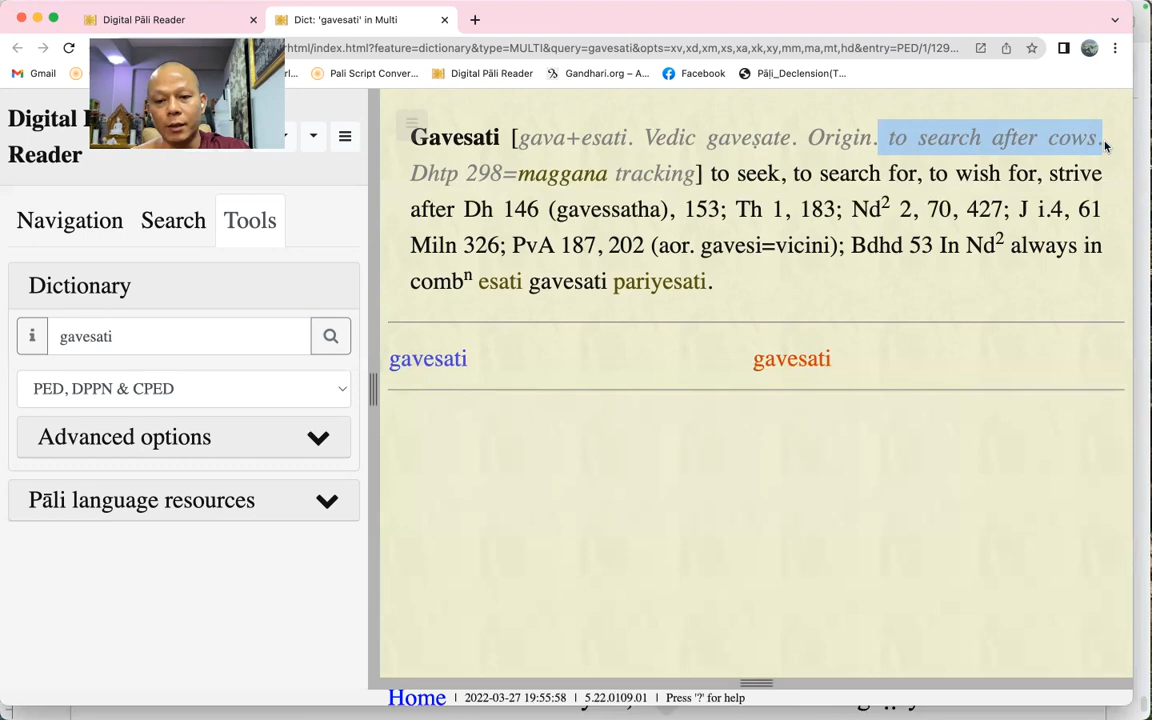 Digital Pāli Reader
Dict: 'gavesati' in Multi
html/index.html?feature=dictionary&type=MULTI&query=gavesati&opts=xv,xd,xm,xs,xa,xk,xy,mm,ma,mt,hd&entry=PED/1/129...
Gmail
rl...
Pali Script Conver...
Digital Pāli Reader
Gandhari.org – A...
Facebook
Pāḷi_Declension(T...
Digital
Reader
Navigation
Search
Tools
Dictionary
gavesati
PED, DPPN & CPED
Advanced options
Pāli language resources
Gavesati [gava+esati. Vedic gaveṣate. Origin. to search after cows.
Dhtp 298=maggana tracking] to seek, to search for, to wish for, strive
after Dh 146 (gavessatha), 153; Th 1, 183; Nd2 2, 70, 427; J i.4, 61
Miln 326; PvA 187, 202 (aor. gavesi=vicini); Bdhd 53 In Nd2 always in
combn esati gavesati pariyesati.
gavesati gavesati
Home | 2022-03-27 19:55:58 | 5.22.0109.01 | Press '?' for help